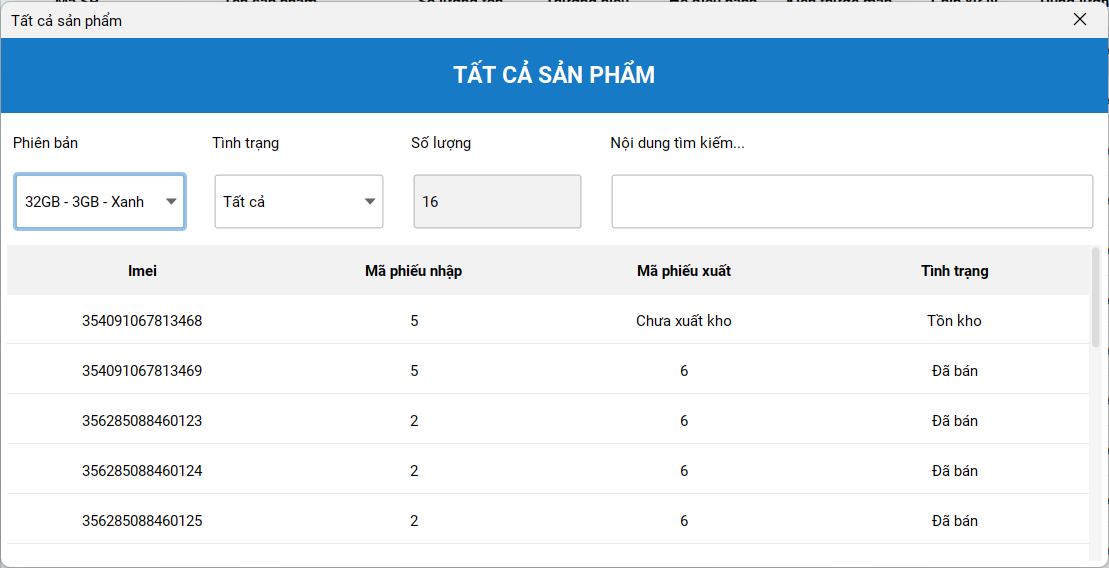 Tất cả sản phẩm
TẤT CẢ SẢN PHẨM
Phiên bản Tình trạng Số lượng Nội dung tìm kiếm...
32GB - 3GB - Xanh Tất cả 16
Imei Mã phiếu nhập Mã phiếu xuất Tình trạng
354091067813468 5 Chưa xuất kho Tồn kho
354091067813469 5 6 Đã bán
356285088460123 2 6 Đã bán
356285088460124 2 6 Đã bán
356285088460125 2 6 Đã bán